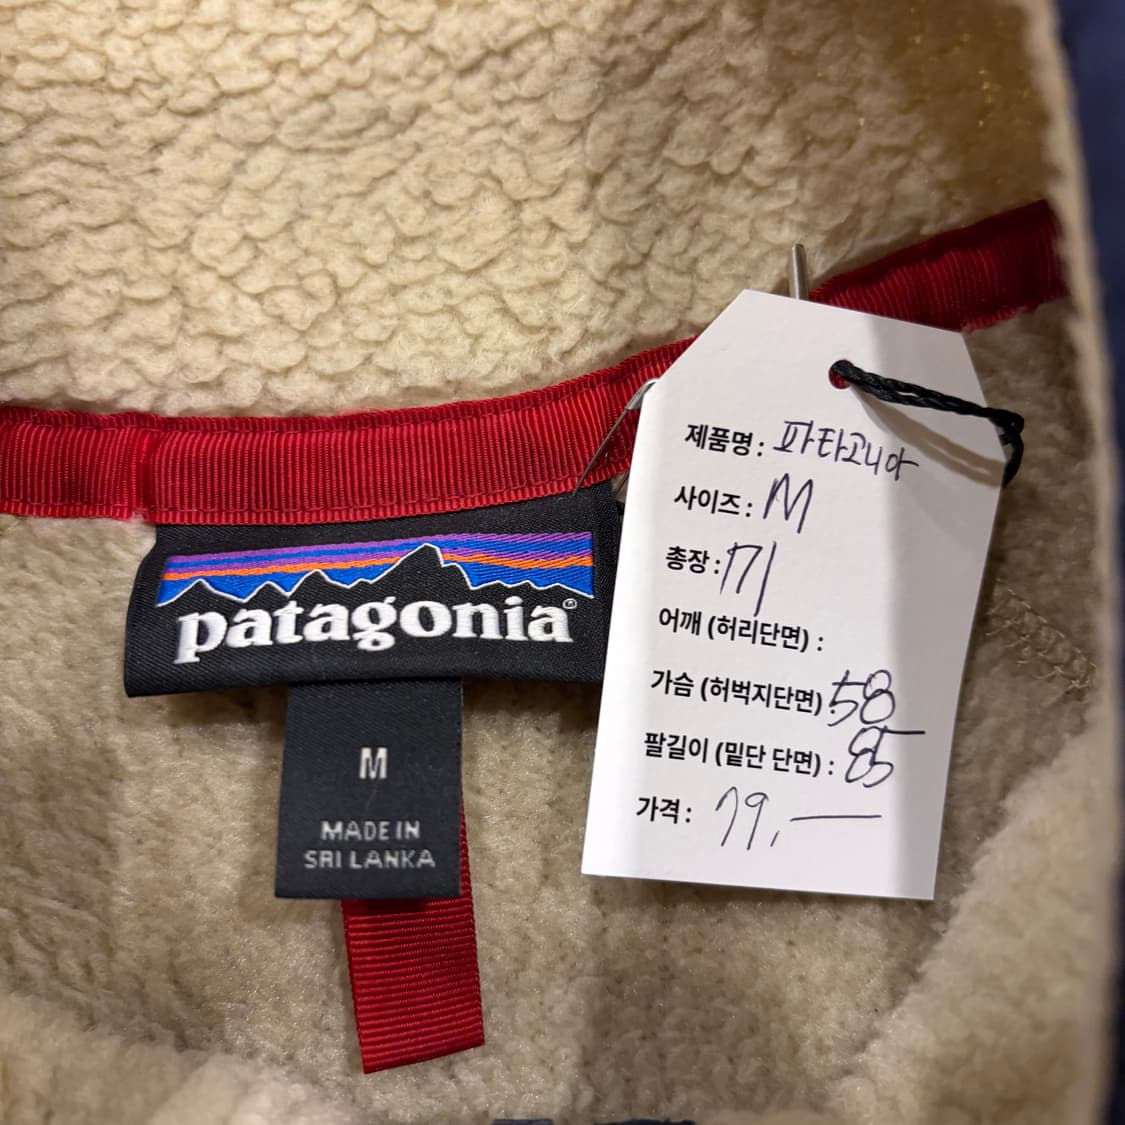 patagonia®
M
MADE IN
SRI LANKA
제품명 : 파타고니아
사이즈 : M
총장 : 71
어깨 (허리단면) :
가슴 (허벅지단면) : 58
팔길이 (밑단 단면) : 85
가격 : 79,—